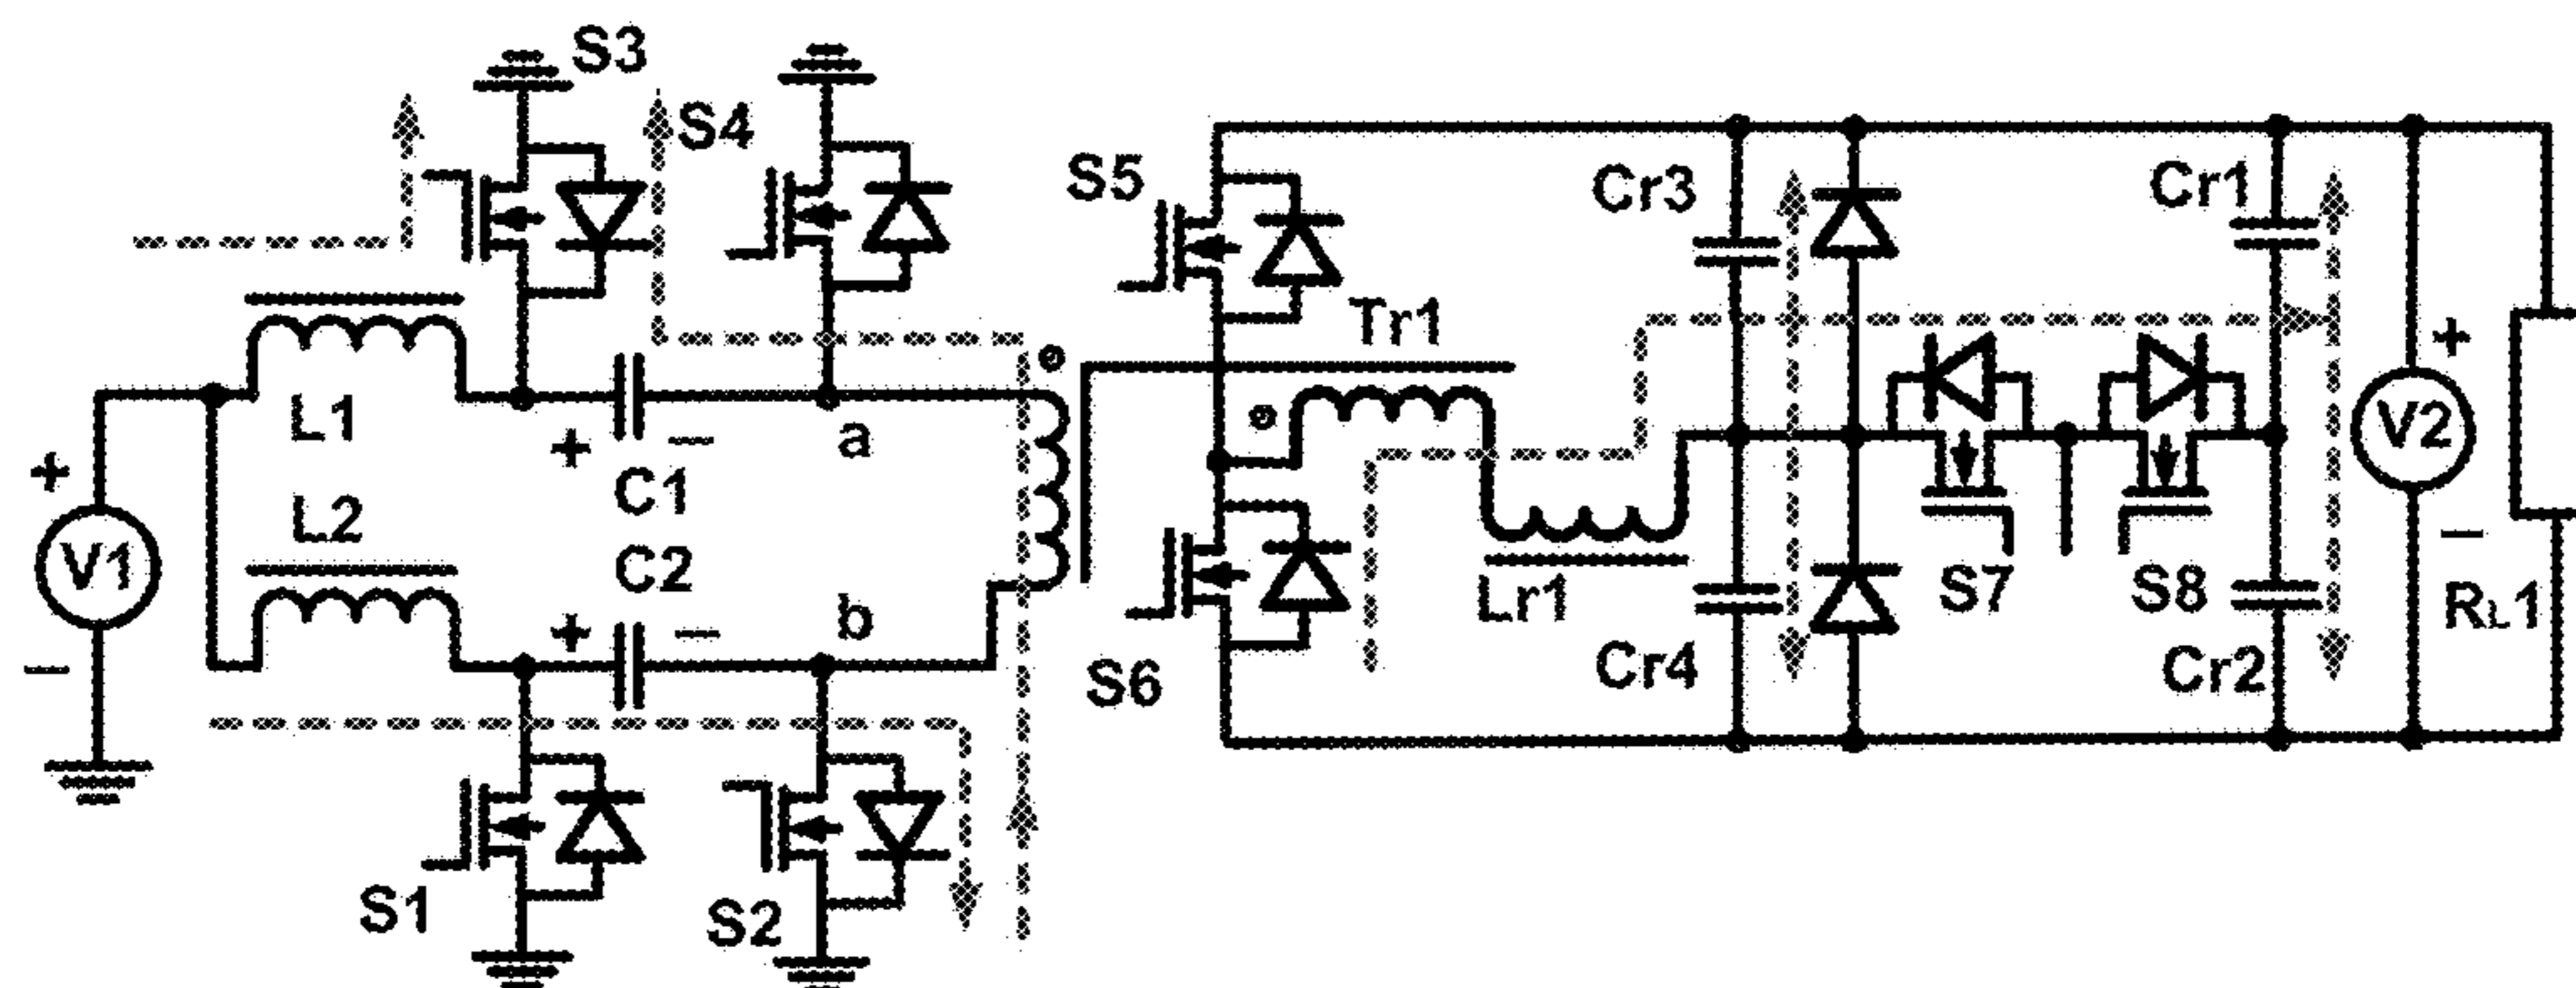 S3
S4
S5
Cr3
Cr1
Tr1
L1
+
−
a
C1
V2
+
+
L2
C2
V1
S7
S8
Lr1
−
RL1
+
−
b
−
S6
Cr4
Cr2
S1
S2